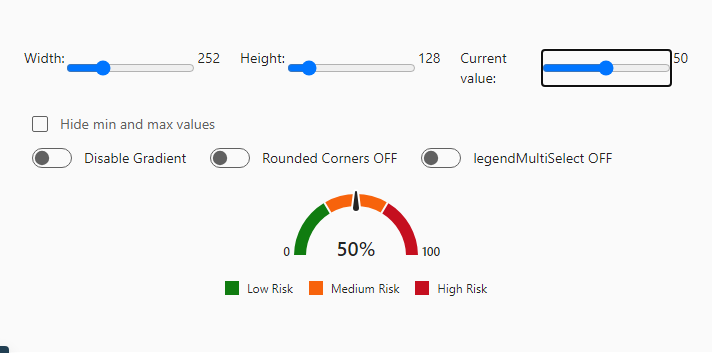 Width: 252 Height: 128 Current value: 50
Hide min and max values
Disable Gradient Rounded Corners OFF legendMultiSelect OFF
0 50% 100
Low Risk Medium Risk High Risk